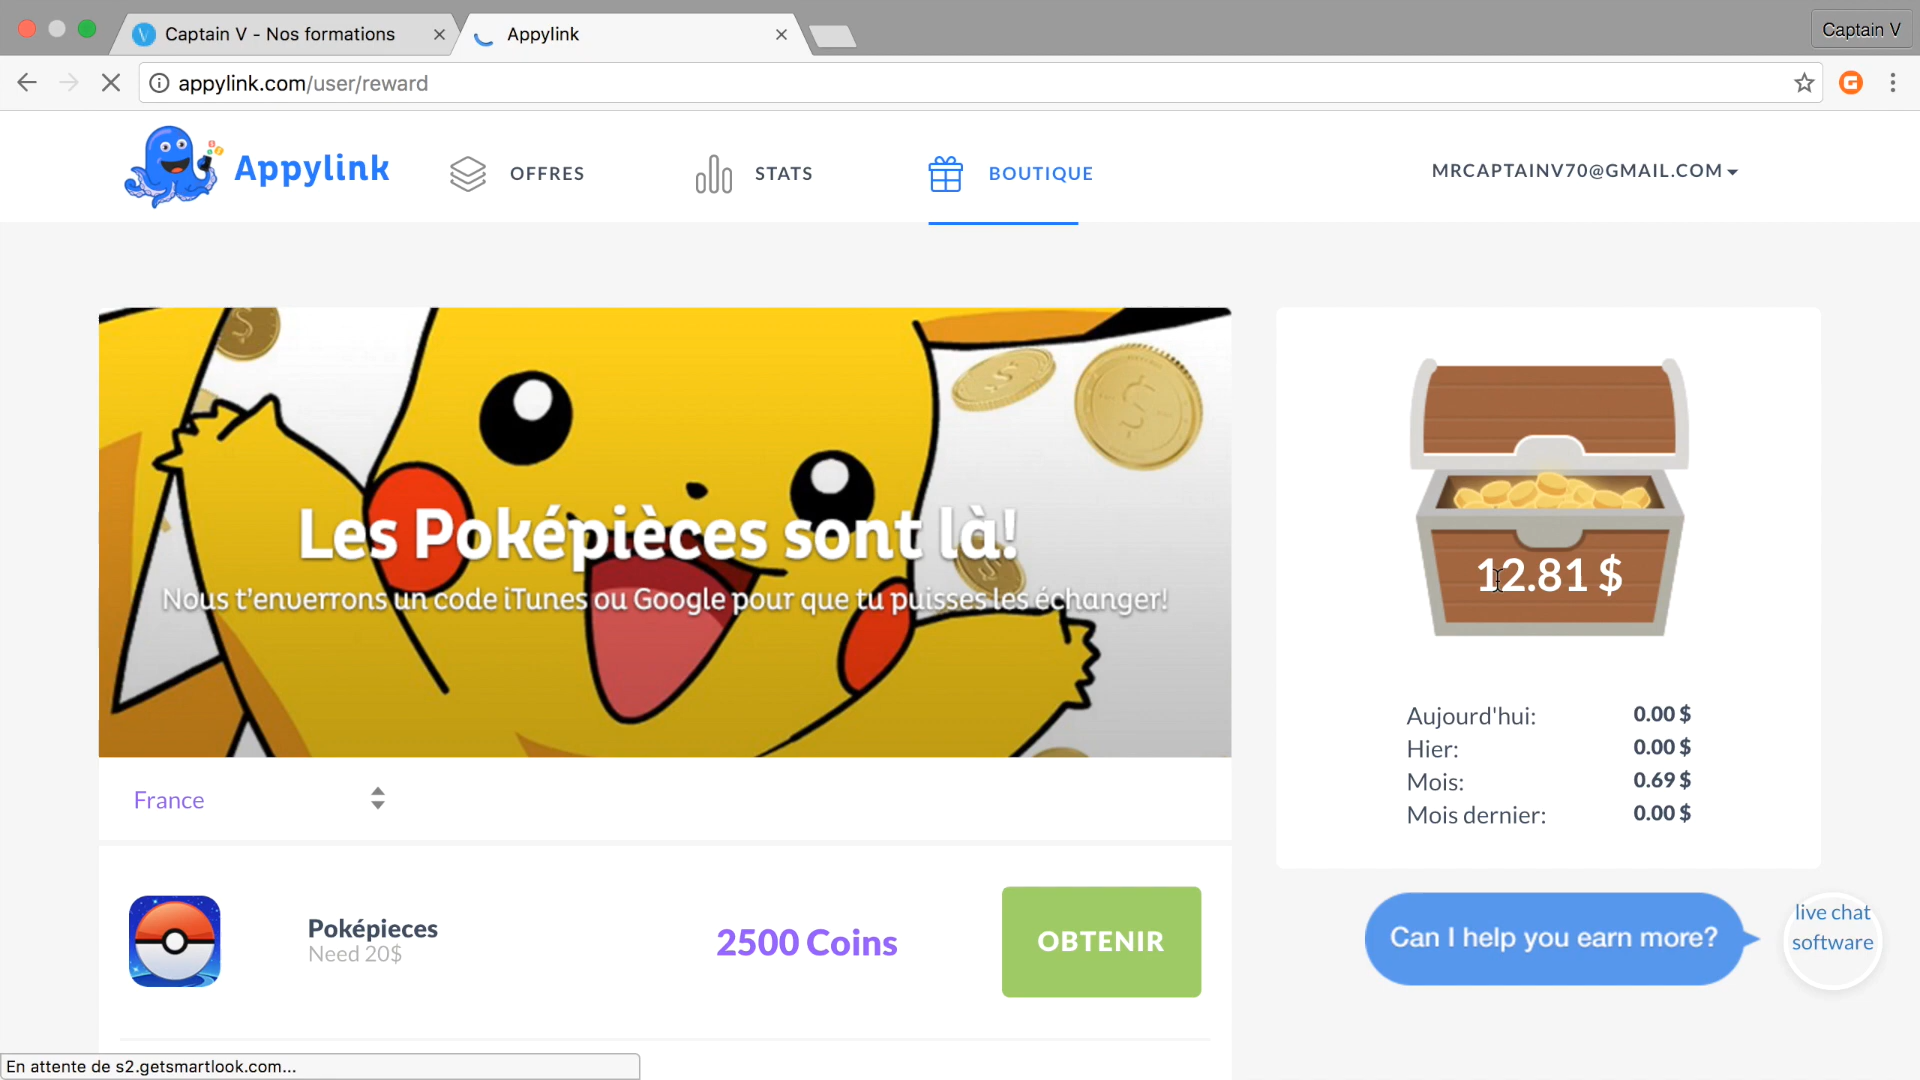 Captain V - Nos formations
Appylink
Captain V
appylink.com/user/reward
Appylink
OFFRES
STATS
BOUTIQUE
MRCAPTAINV70@GMAIL.COM
Les Poképièces sont là!
Nous t'enverrons un code iTunes ou Google pour que tu puisses les échanger!
12.81 $
Aujourd'hui: 0.00 $
Hier: 0.00 $
Mois: 0.69 $
Mois dernier: 0.00 $
France
Poképieces
Need 20$
2500 Coins
OBTENIR
Can I help you earn more?
live chat
software
En attente de s2.getsmartlook.com...